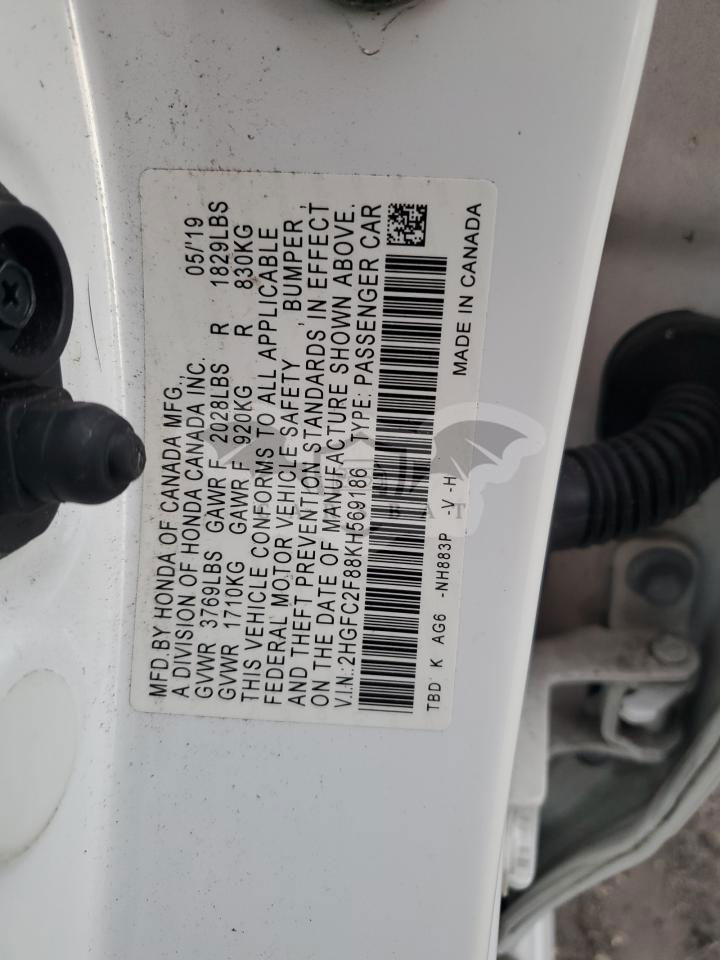 MFD. BY HONDA OF CANADA MFG., 05/'19
A DIVISION OF HONDA CANADA INC.
GVWR 3769LBS GAWR F 2028LBS R 1829LBS
GVWR 1710KG GAWR F 920KG R 830KG
THIS VEHICLE CONFORMS TO ALL APPLICABLE
FEDERAL MOTOR VEHICLE SAFETY , BUMPER ,
AND THEFT PREVENTION STANDARDS IN EFFECT
ON THE DATE OF MANUFACTURE SHOWN ABOVE.
V.I.N.:2HGFC2F88KH569186 TYPE: PASSENGER CAR
TBD K AG6 -NH883P -V -H MADE IN CANADA